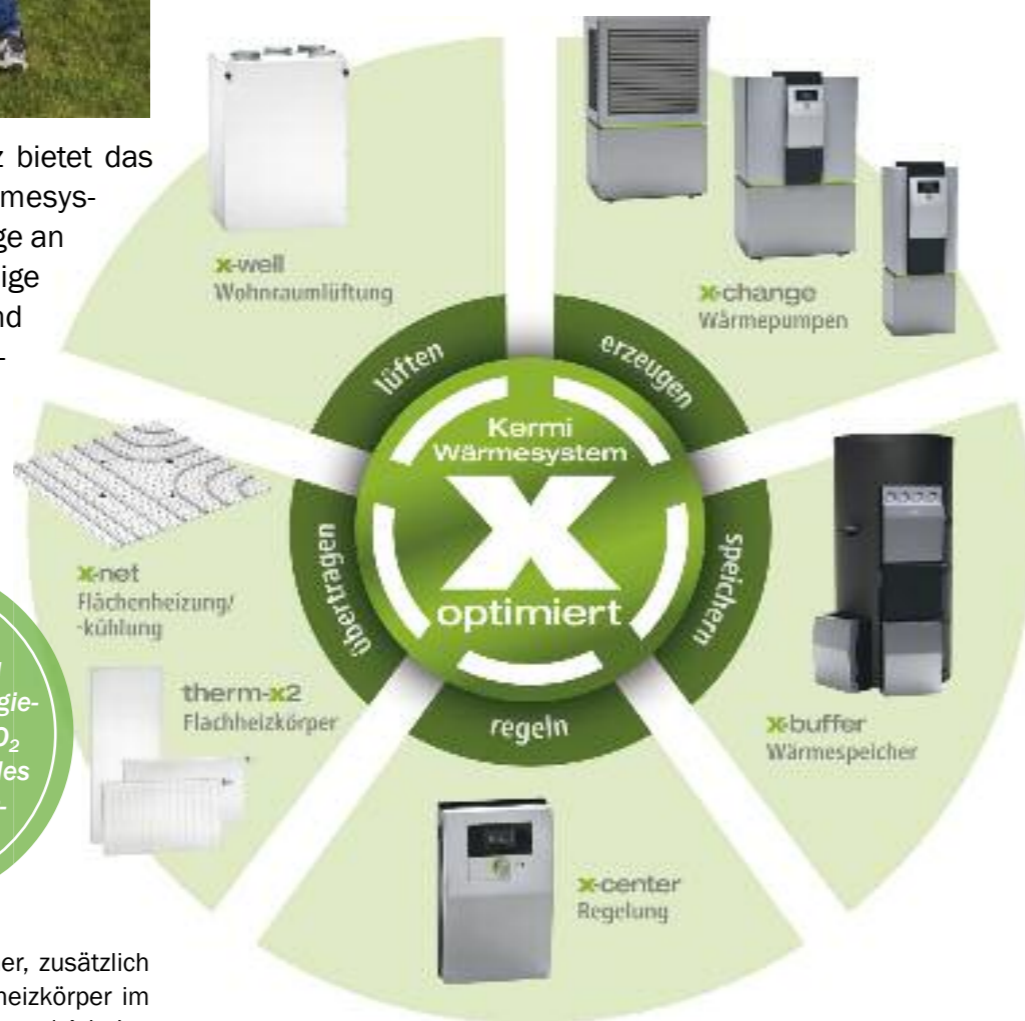 z bietet das
mesys-
ge an
ige
nd
-
x-well
Wohnraumlüftung
x-change
Wärmepumpen
lüften
erzeugen
Kermi
Wärmesystem
x
optimiert
übertragen
speichern
regeln
x-net
Flächenheizung/
-kühlung
therm-x2
Flachheizkörper
x-buffer
Wärmespeicher
x-center
Regelung
gie-
O₂
des
-
er, zusätzlich
heizkörper im